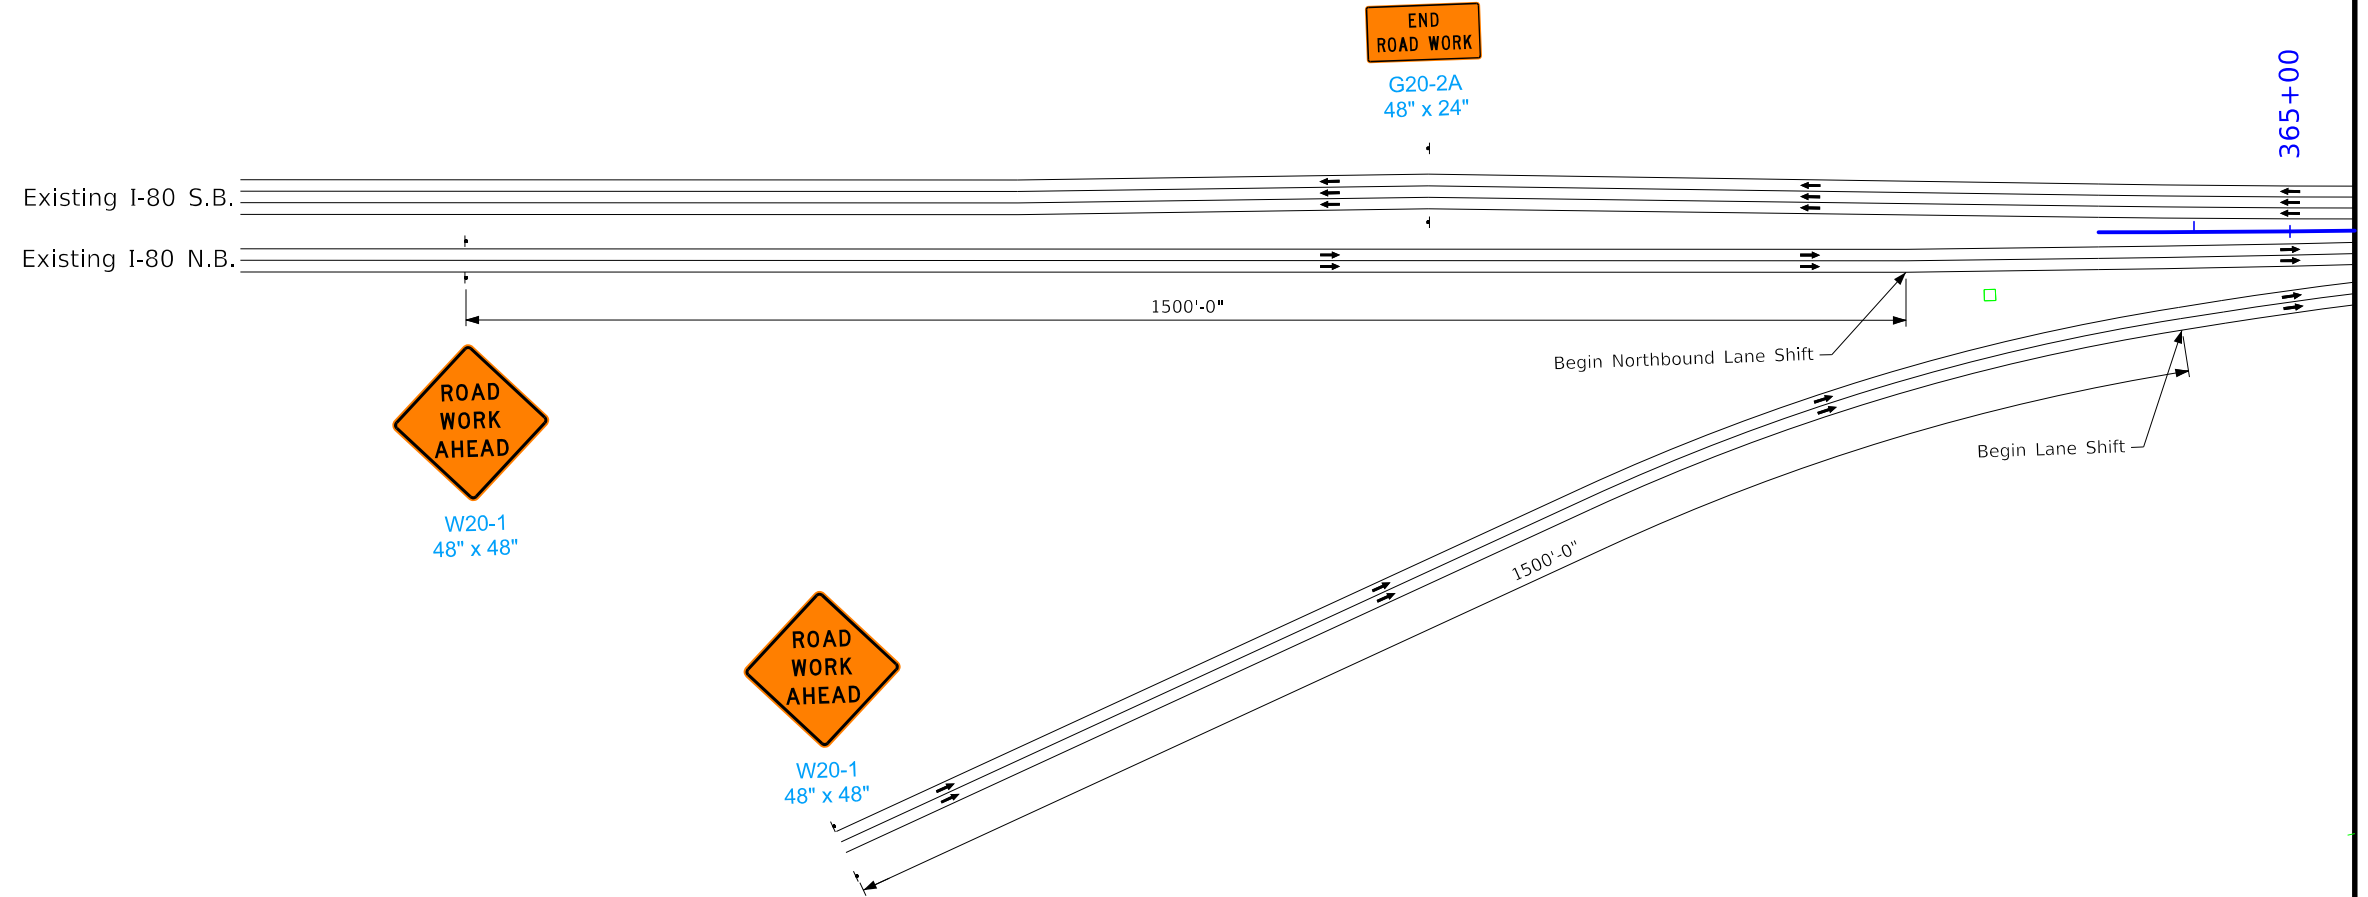 END
ROAD WORK
G20-2A
48" x 24"
365+00
Existing I-80 S.B.
Existing I-80 N.B.
1500'-0"
Begin Northbound Lane Shift
ROAD
WORK
AHEAD
W20-1
48" x 48"
Begin Lane Shift
1500'-0"
ROAD
WORK
AHEAD
W20-1
48" x 48"